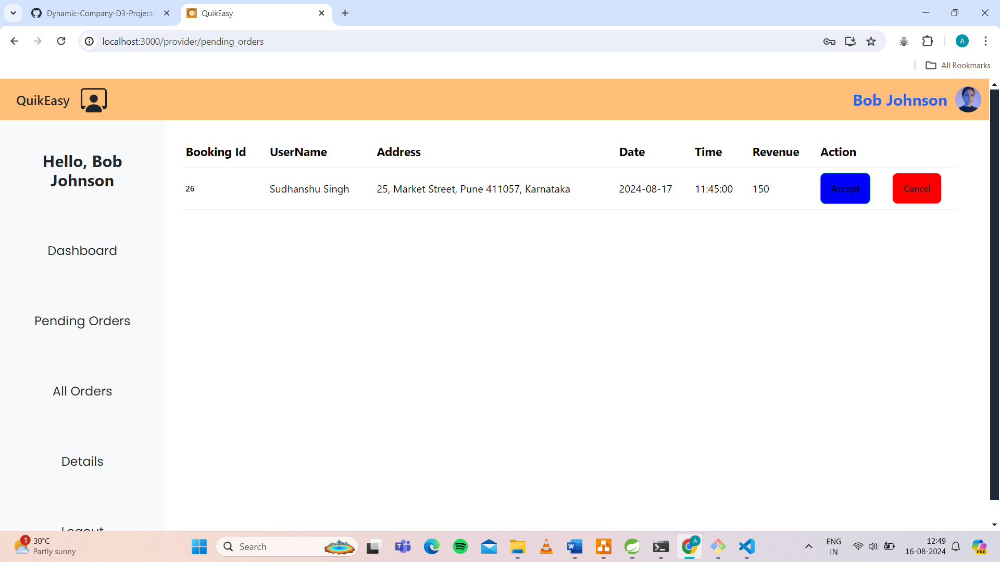 Dynamic-Company-D3-Project/
QuikEasy
localhost:3000/provider/pending_orders
A
All Bookmarks
QuikEasy
Bob Johnson
Hello, Bob
Johnson
Dashboard
Pending Orders
All Orders
Details
Logout
Booking Id UserName Address Date Time Revenue Action
26 Sudhanshu Singh 25, Market Street, Pune 411057, Karnataka 2024-08-17 11:45:00 150 Accept Cancel
1
30°C
Partly sunny
Search
A
ENG
IN
12:49
16-08-2024
PRE